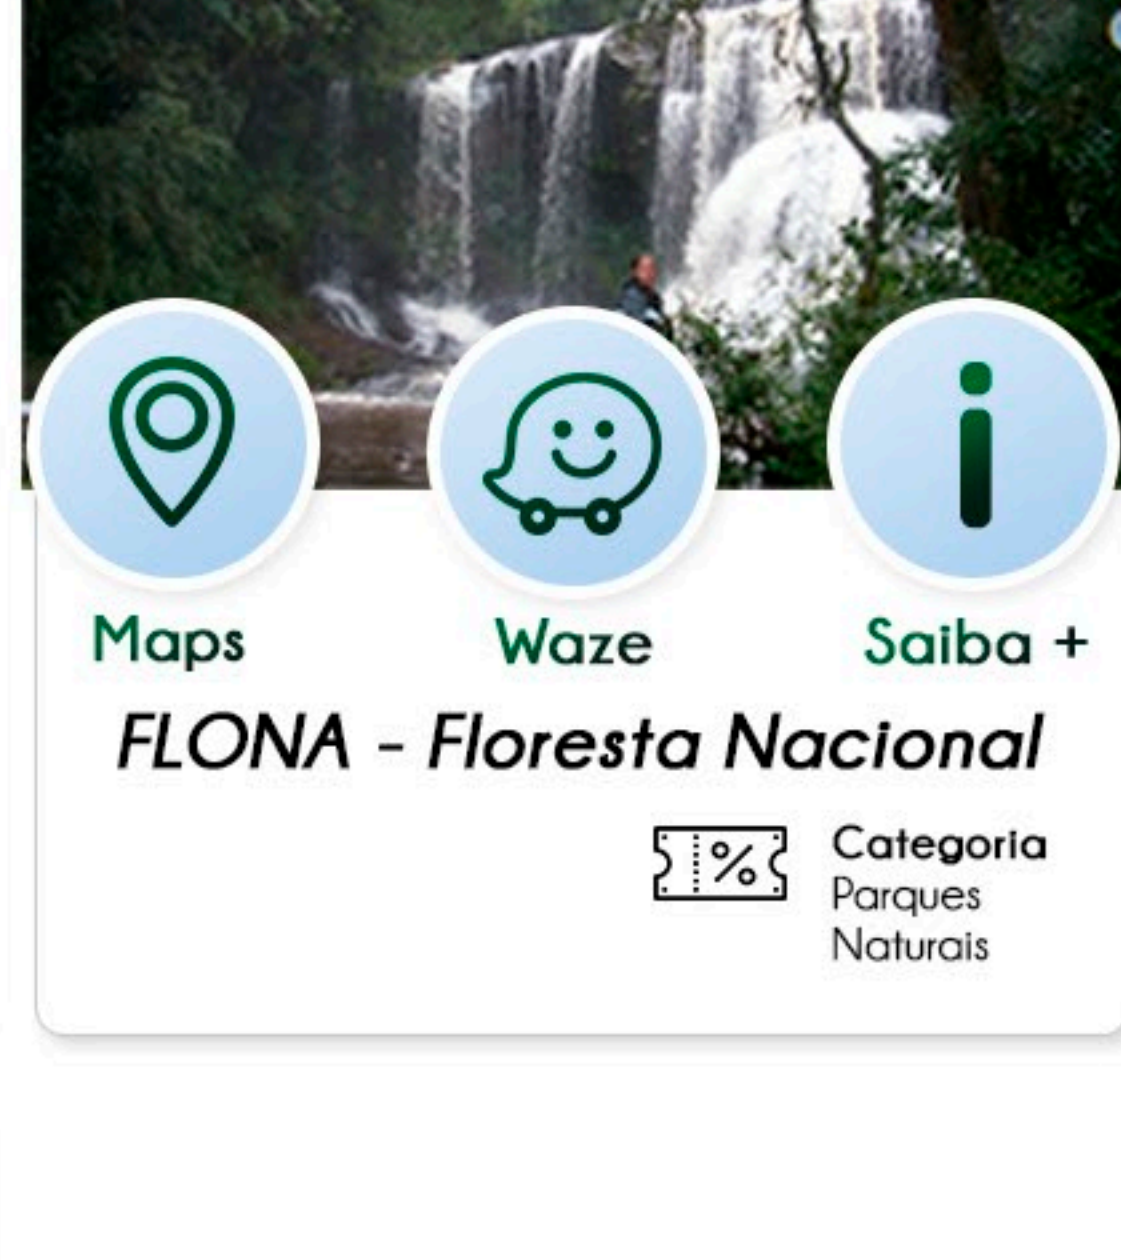 Maps
Waze
Saiba +
FLONA - Floresta Nacional
%
Categoria
Parques
Naturais